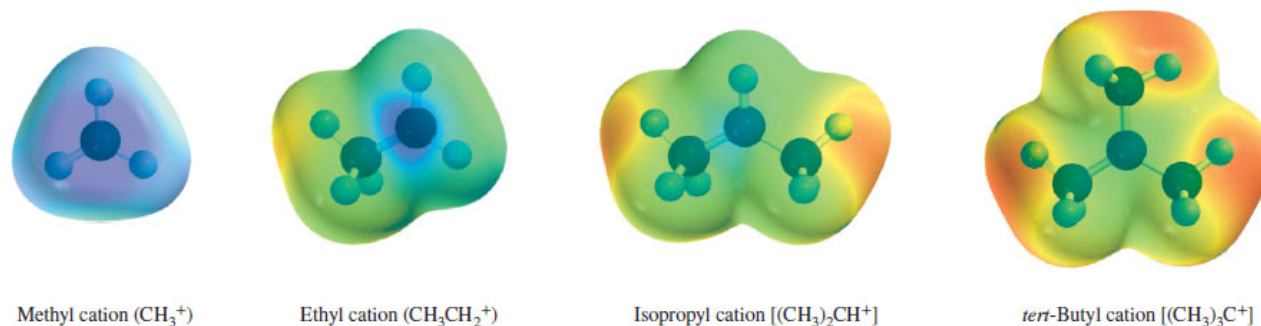 Methyl cation (CH₃⁺)
Ethyl cation (CH₃CH₂⁺)
Isopropyl cation [(CH₃)₂CH⁺]
tert-Butyl cation [(CH₃)₃C⁺]